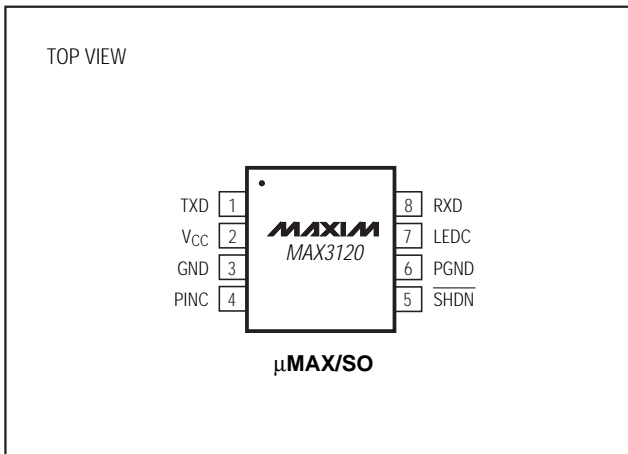 TOP VIEW
TXD 1 8 RXD
VCC 2 MAXIM 7 LEDC
GND 3 MAX3120 6 PGND
PINC 4 5 SHDN
µMAX/SO